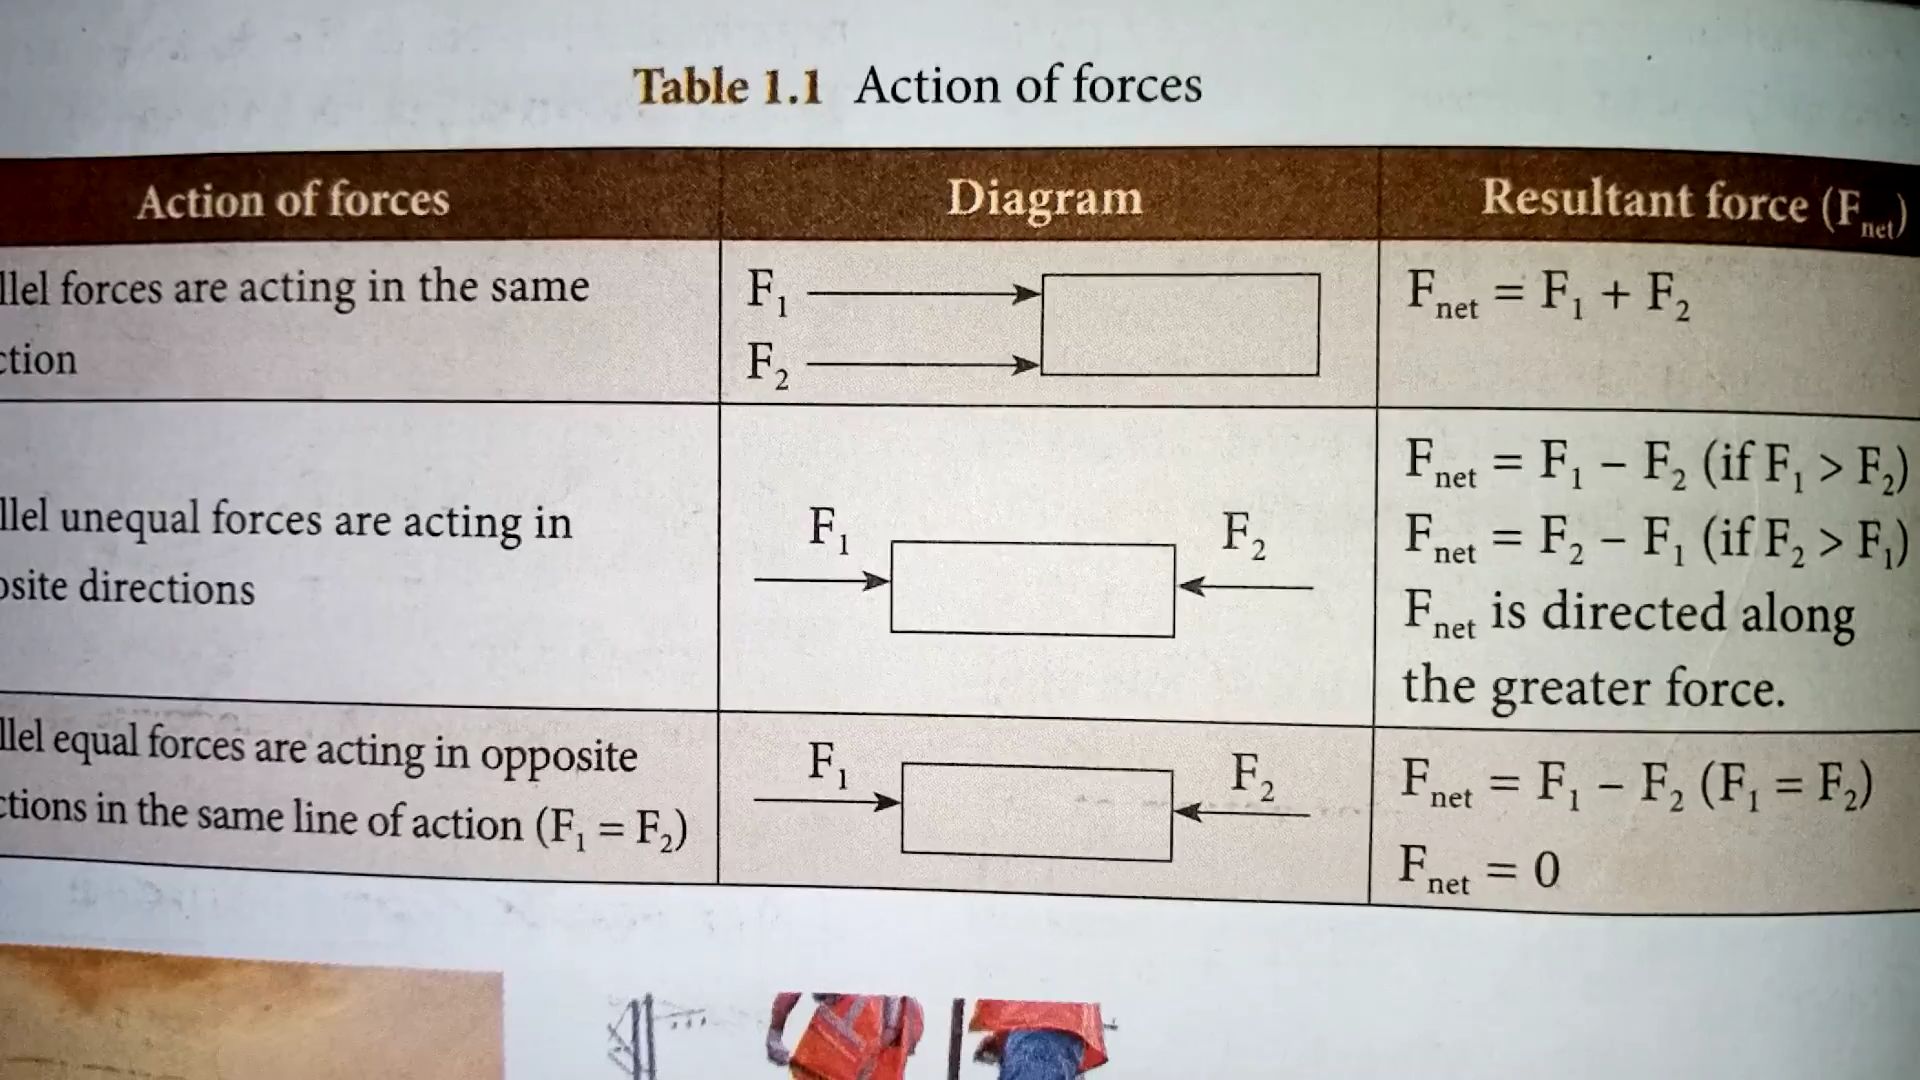 Table 1.1 Action of forces
Action of forces Diagram Resultant force (Fnet)
llel forces are acting in the same
ction
F1
F2
Fnet = F1 + F2
llel unequal forces are acting in
osite directions
F1 F2
Fnet = F1 – F2 (if F1 > F2)
Fnet = F2 – F1 (if F2 > F1)
Fnet is directed along
the greater force.
llel equal forces are acting in opposite
ctions in the same line of action (F1 = F2)
F1 F2
Fnet = F1 – F2 (F1 = F2)
Fnet = 0